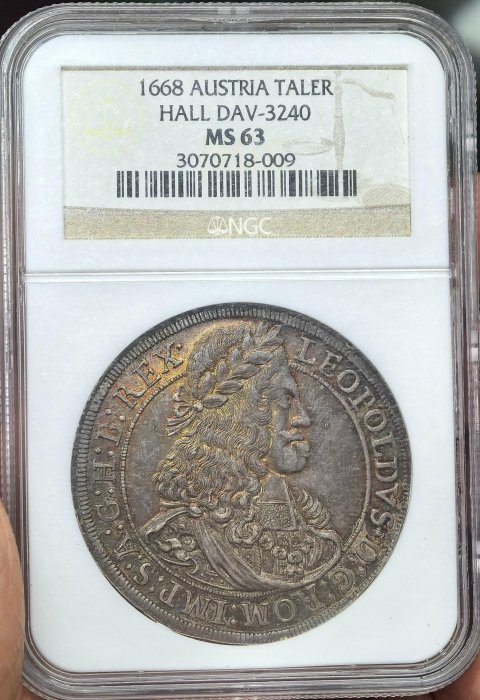 1668 AUSTRIA TALER
HALL DAV-3240
MS 63
3070718-009
NGC
LEOPOLDVS·D:G:ROM:IMP:S:A:G:H:B:REX·